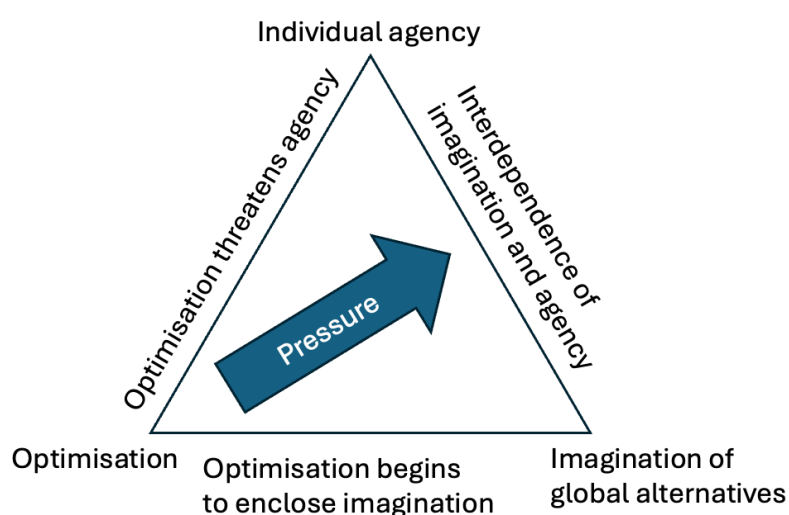 Individual agency
Optimisation threatens agency
Interdependence of
imagination and agency
Pressure
Optimisation
Optimisation begins
to enclose imagination
Imagination of
global alternatives